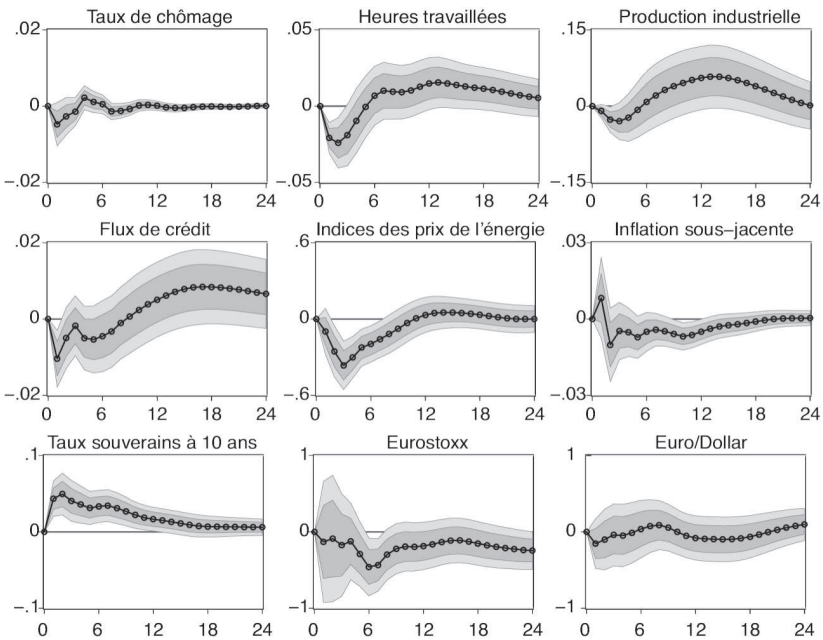 Taux de chômage
.02
0
–.02
0 6 12 18 24
Heures travaillées
.05
0
–.05
0 6 12 18 24
Production industrielle
.15
0
–.15
0 6 12 18 24
Flux de crédit
.02
0
–.02
0 6 12 18 24
Indices des prix de l'énergie
.6
0
–.6
0 6 12 18 24
Inflation sous–jacente
.03
0
–.03
0 6 12 18 24
Taux souverains à 10 ans
.1
0
–.1
0 6 12 18 24
Eurostoxx
1
0
–1
0 6 12 18 24
Euro/Dollar
1
0
–1
0 6 12 18 24